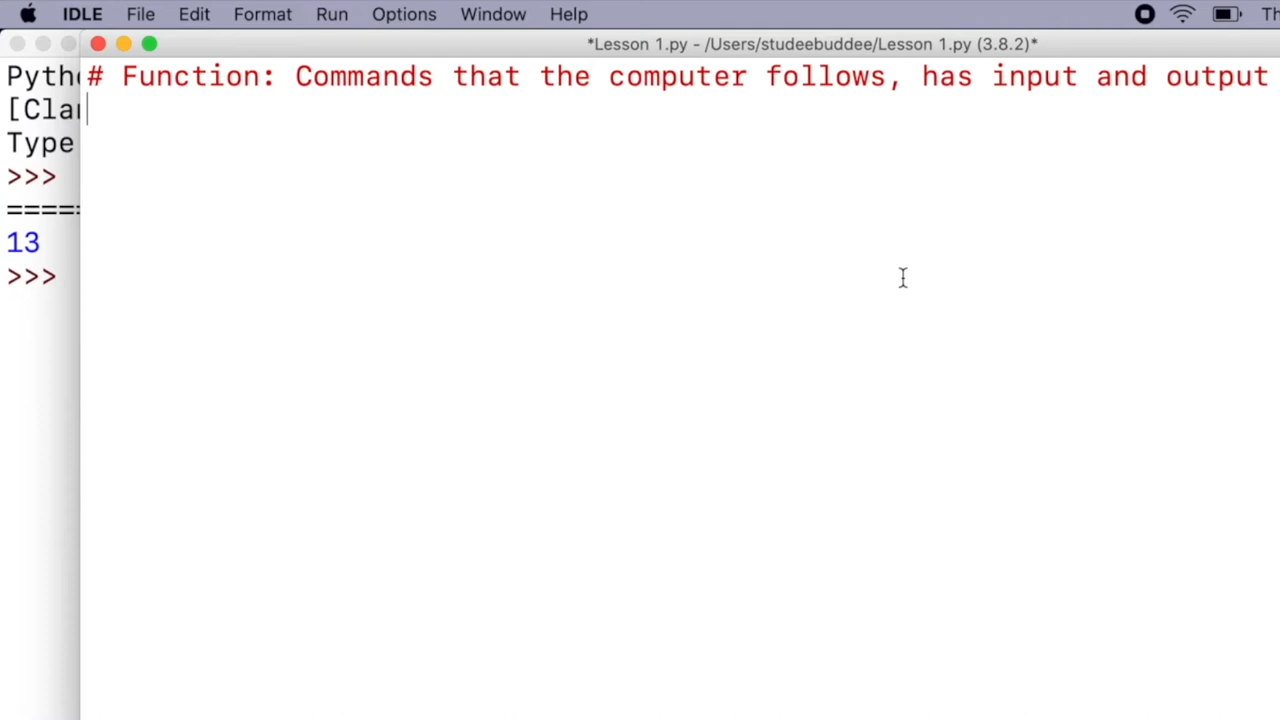 IDLE File Edit Format Run Options Window Help
*Lesson 1.py - /Users/studeebuddee/Lesson 1.py (3.8.2)*
# Function: Commands that the computer follows, has input and output
Type
>>>
13
>>>